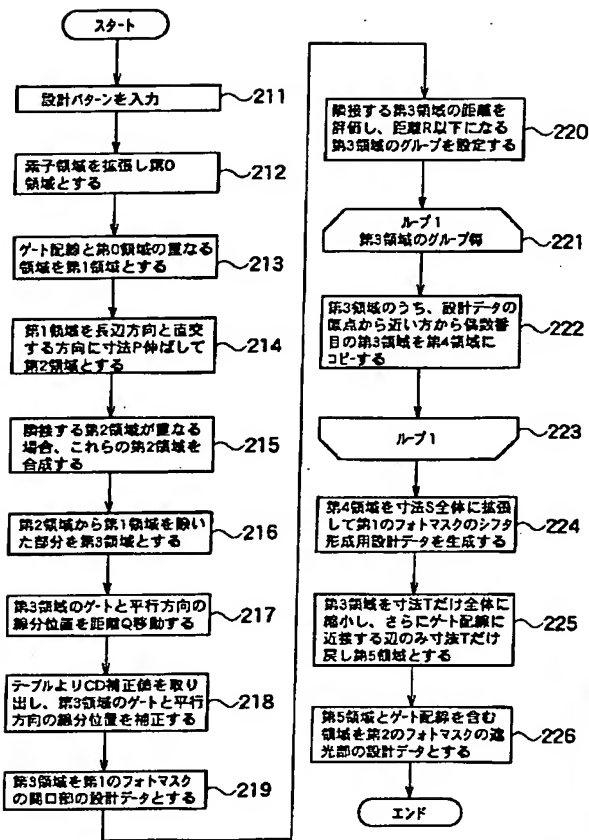 スタート
設計パターンを入力
211
素子領域を拡張し第0
領域とする
212
ゲート配線と第0領域の重なる
領域を第1領域とする
213
第1領域を長辺方向と直交
する方向に寸法P伸ばして
第2領域とする
214
隣接する第2領域が重なる
場合、これらの第2領域を
合成する
215
第2領域から第1領域を除い
た部分を第3領域とする
216
第3領域のゲートと平行方向の
線分位置を距離Q移動する
217
テーブルよりCD補正値を取り
出し、第3領域のゲートと平行
方向の線分位置を補正する
218
第3領域を第1のフォトマスク
の開口部の設計データとする
219
隣接する第3領域の距離を
評価し、距離R以下になる
第3領域のグループを設定する
220
ループ1
第3領域のグループ毎
221
第3領域のうち、設計データの
原点から近い方から偶数番
目の第3領域を第4領域に
コピーする
222
ループ1
223
第4領域を寸法S全体に拡張
して第1のフォトマスクのシフタ
形成用設計データを生成する
224
第3領域を寸法Tだけ全体に
縮小し、さらにゲート配線に
近接する辺のみ寸法Tだけ
戻し第5領域とする
225
第5領域とゲート配線を含む
領域を第2のフォトマスクの遮
光部の設計データとする
226
エンド